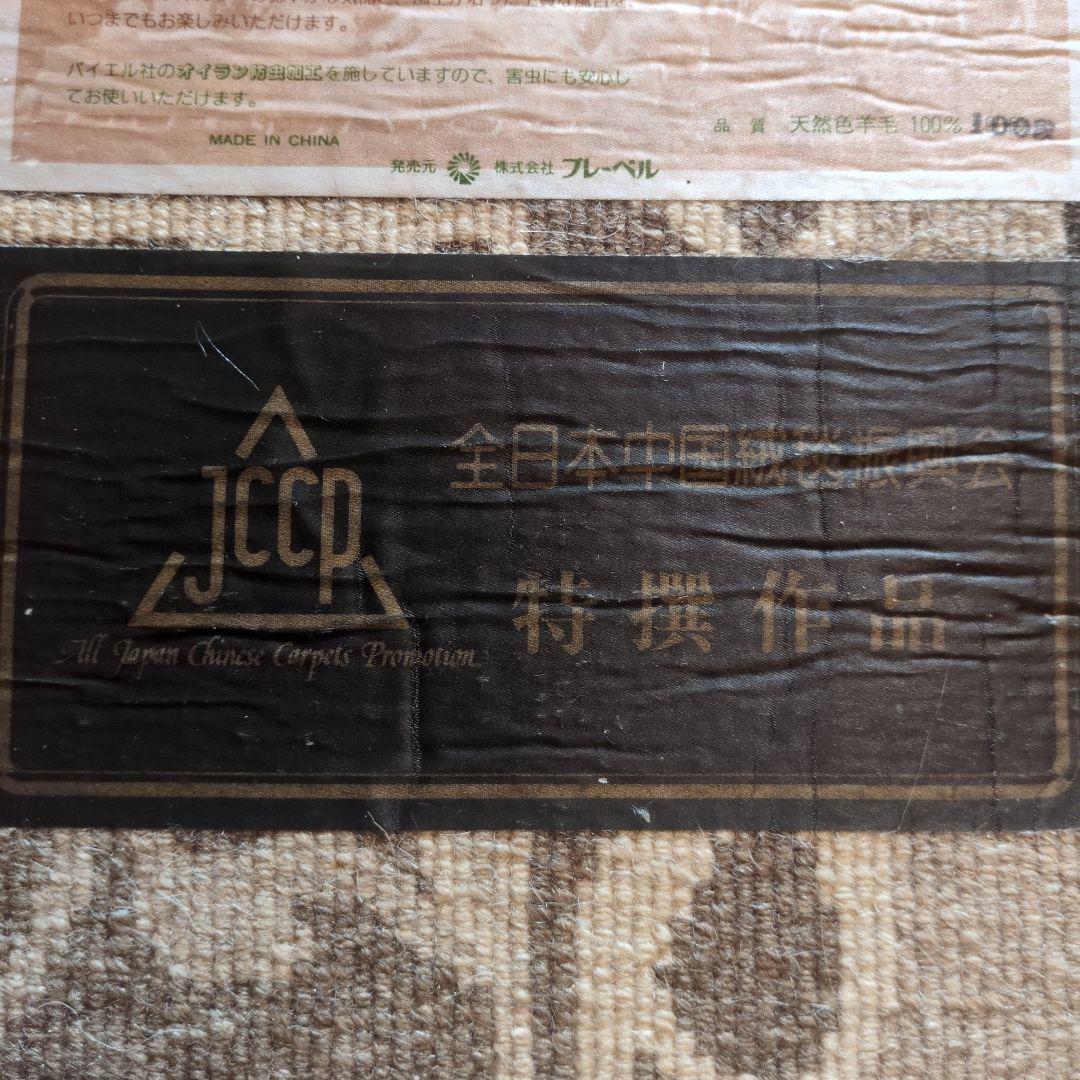 いつまでもお楽しみいただけます。
バイエル社のオイラン防虫加工を施していますので、害虫にも安心し
てお使いいただけます。
MADE IN CHINA
品質 天然色羊毛 100% 100段
発売元 株式会社 フレーベル
JCCP
All Japan Chinese Carpets Promotion
全日本中国絨毯振興会
特撰作品